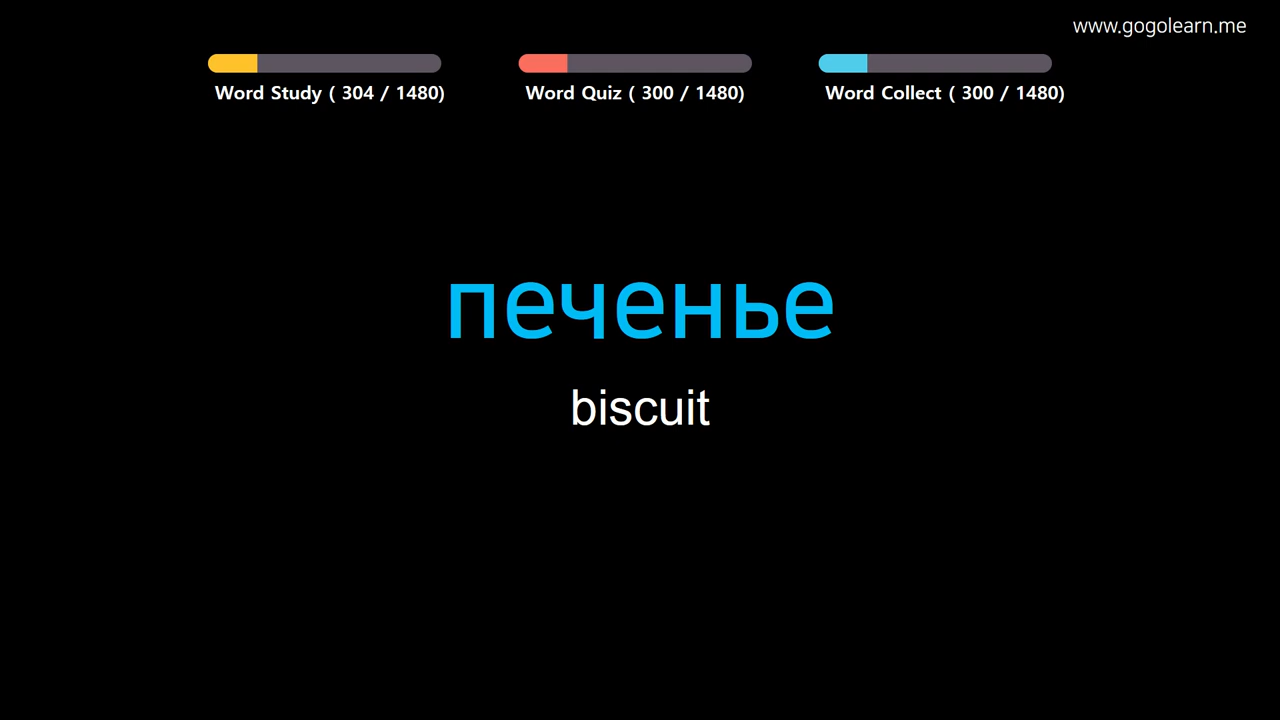 www.gogolearn.me
Word Study ( 304 / 1480)
Word Quiz ( 300 / 1480)
Word Collect ( 300 / 1480)
печенье
biscuit